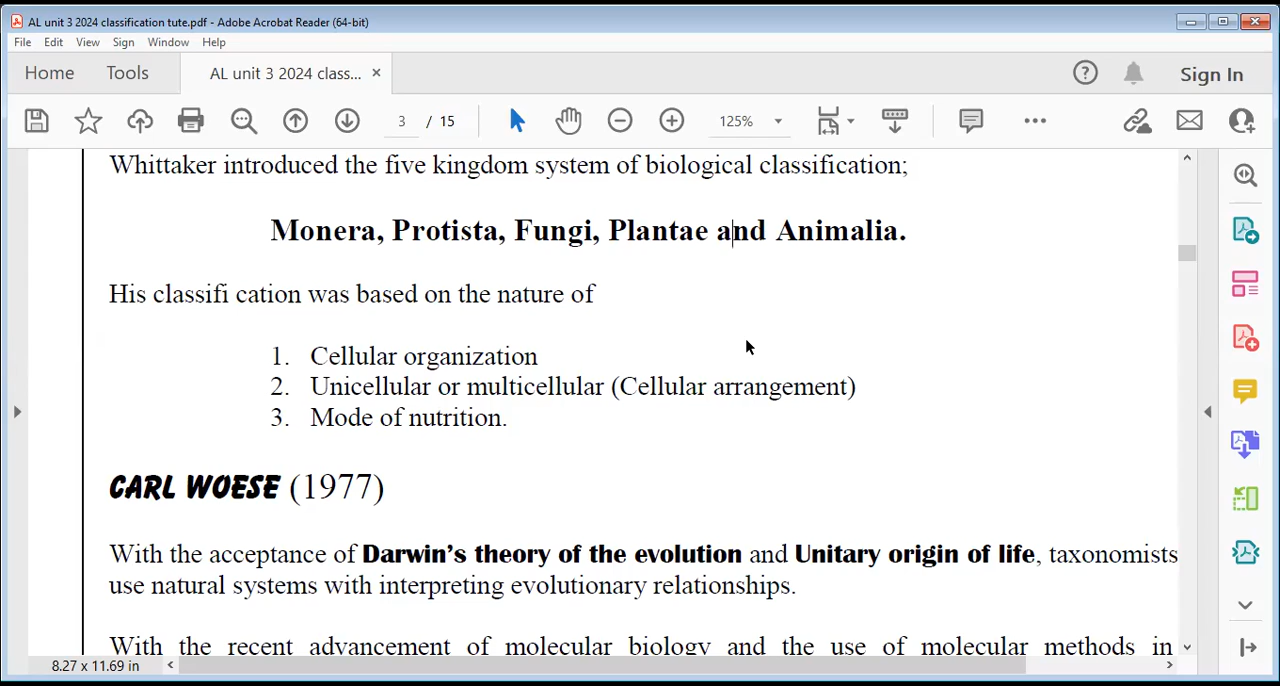 AL unit 3 2024 classification tute.pdf - Adobe Acrobat Reader (64-bit)
File Edit View Sign Window Help
Home Tools AL unit 3 2024 class... × Sign In
3 / 15 125%
Whittaker introduced the five kingdom system of biological classification;
Monera, Protista, Fungi, Plantae and Animalia.
His classifi cation was based on the nature of
1. Cellular organization
2. Unicellular or multicellular (Cellular arrangement)
3. Mode of nutrition.
CARL WOESE (1977)
With the acceptance of Darwin's theory of the evolution and Unitary origin of life, taxonomists
use natural systems with interpreting evolutionary relationships.
With the recent advancement of molecular biology and the use of molecular methods in
8.27 x 11.69 in